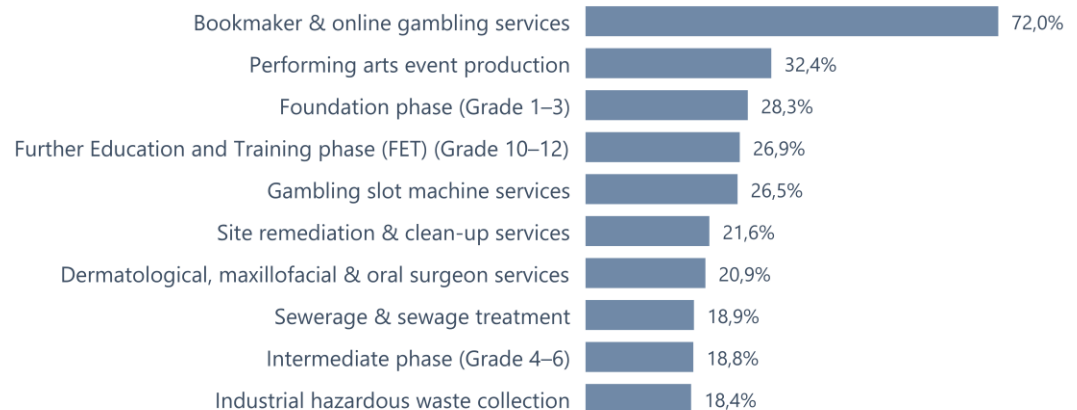 Bookmaker & online gambling services 72,0%
Performing arts event production 32,4%
Foundation phase (Grade 1–3) 28,3%
Further Education and Training phase (FET) (Grade 10–12) 26,9%
Gambling slot machine services 26,5%
Site remediation & clean-up services 21,6%
Dermatological, maxillofacial & oral surgeon services 20,9%
Sewerage & sewage treatment 18,9%
Intermediate phase (Grade 4–6) 18,8%
Industrial hazardous waste collection 18,4%